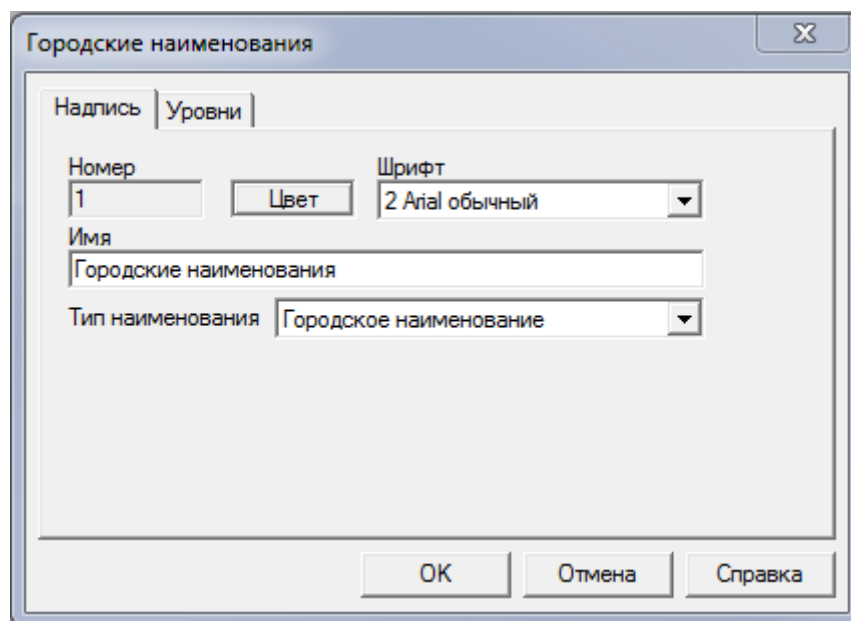 Городские наименования
Надпись Уровни
Номер Шрифт
1 Цвет 2 Arial обычный
Имя
Городские наименования
Тип наименования Городское наименование
OK Отмена Справка